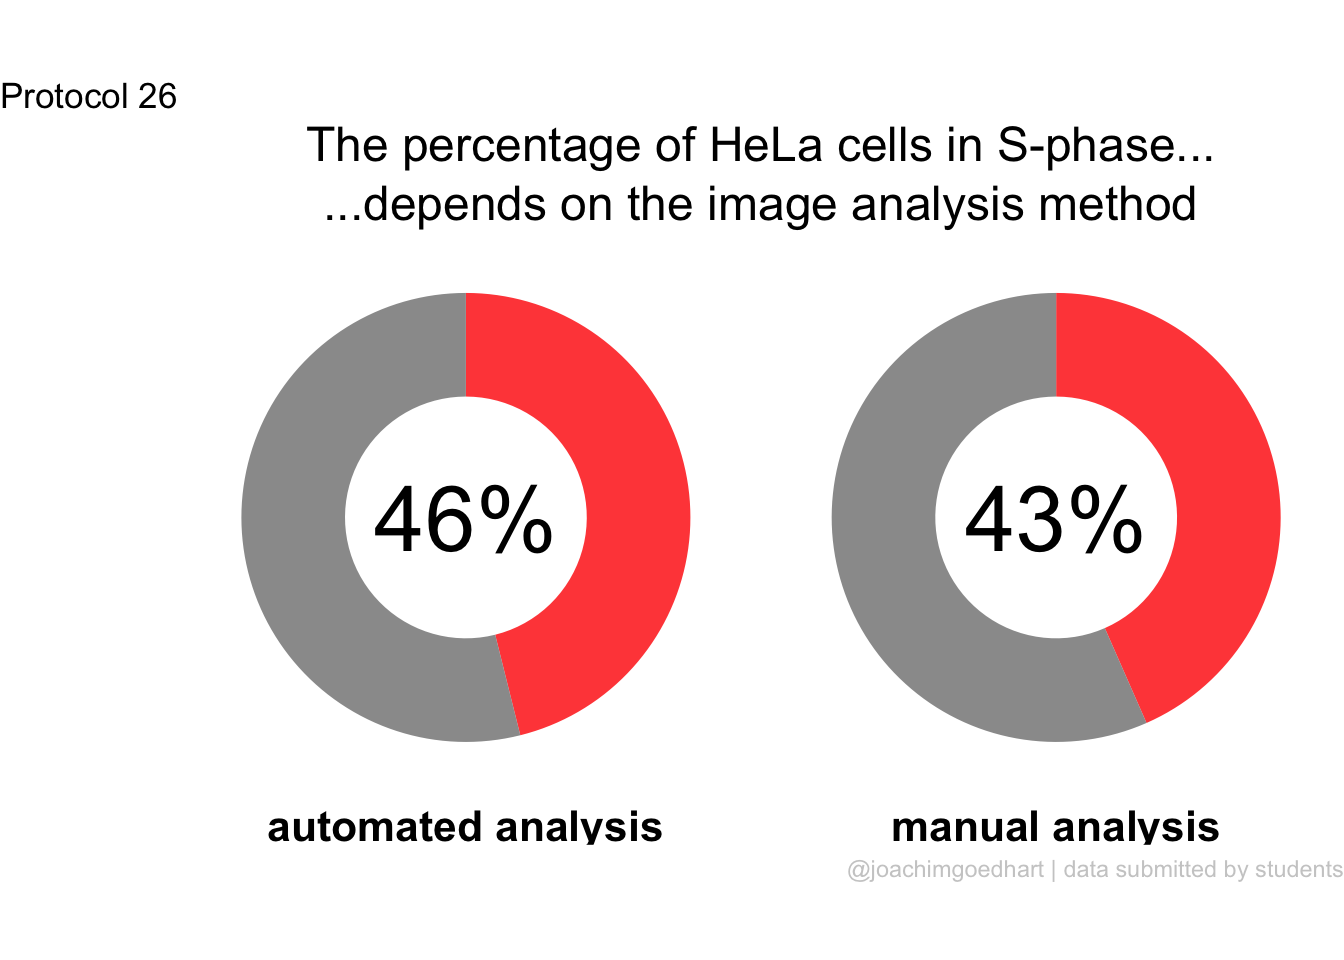 Protocol 26
The percentage of HeLa cells in S-phase...
...depends on the image analysis method
46%
43%
automated analysis
manual analysis
@joachimgoedhart | data submitted by students